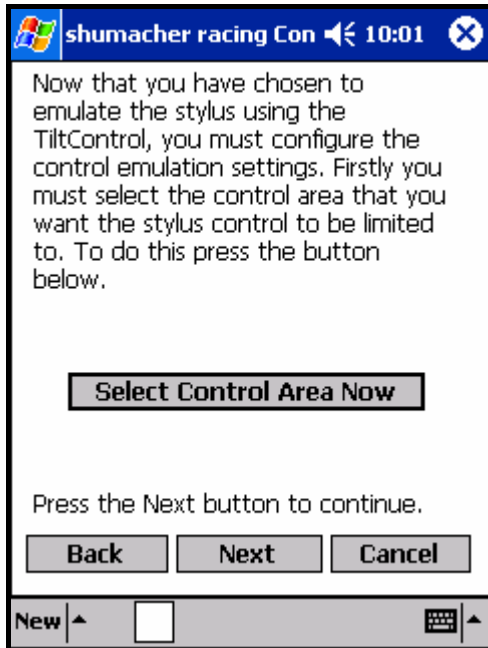 shumacher racing Con 10:01
Now that you have chosen to
emulate the stylus using the
TiltControl, you must configure the
control emulation settings. Firstly you
must select the control area that you
want the stylus control to be limited
to. To do this press the button
below.
Select Control Area Now
Press the Next button to continue.
Back Next Cancel
New